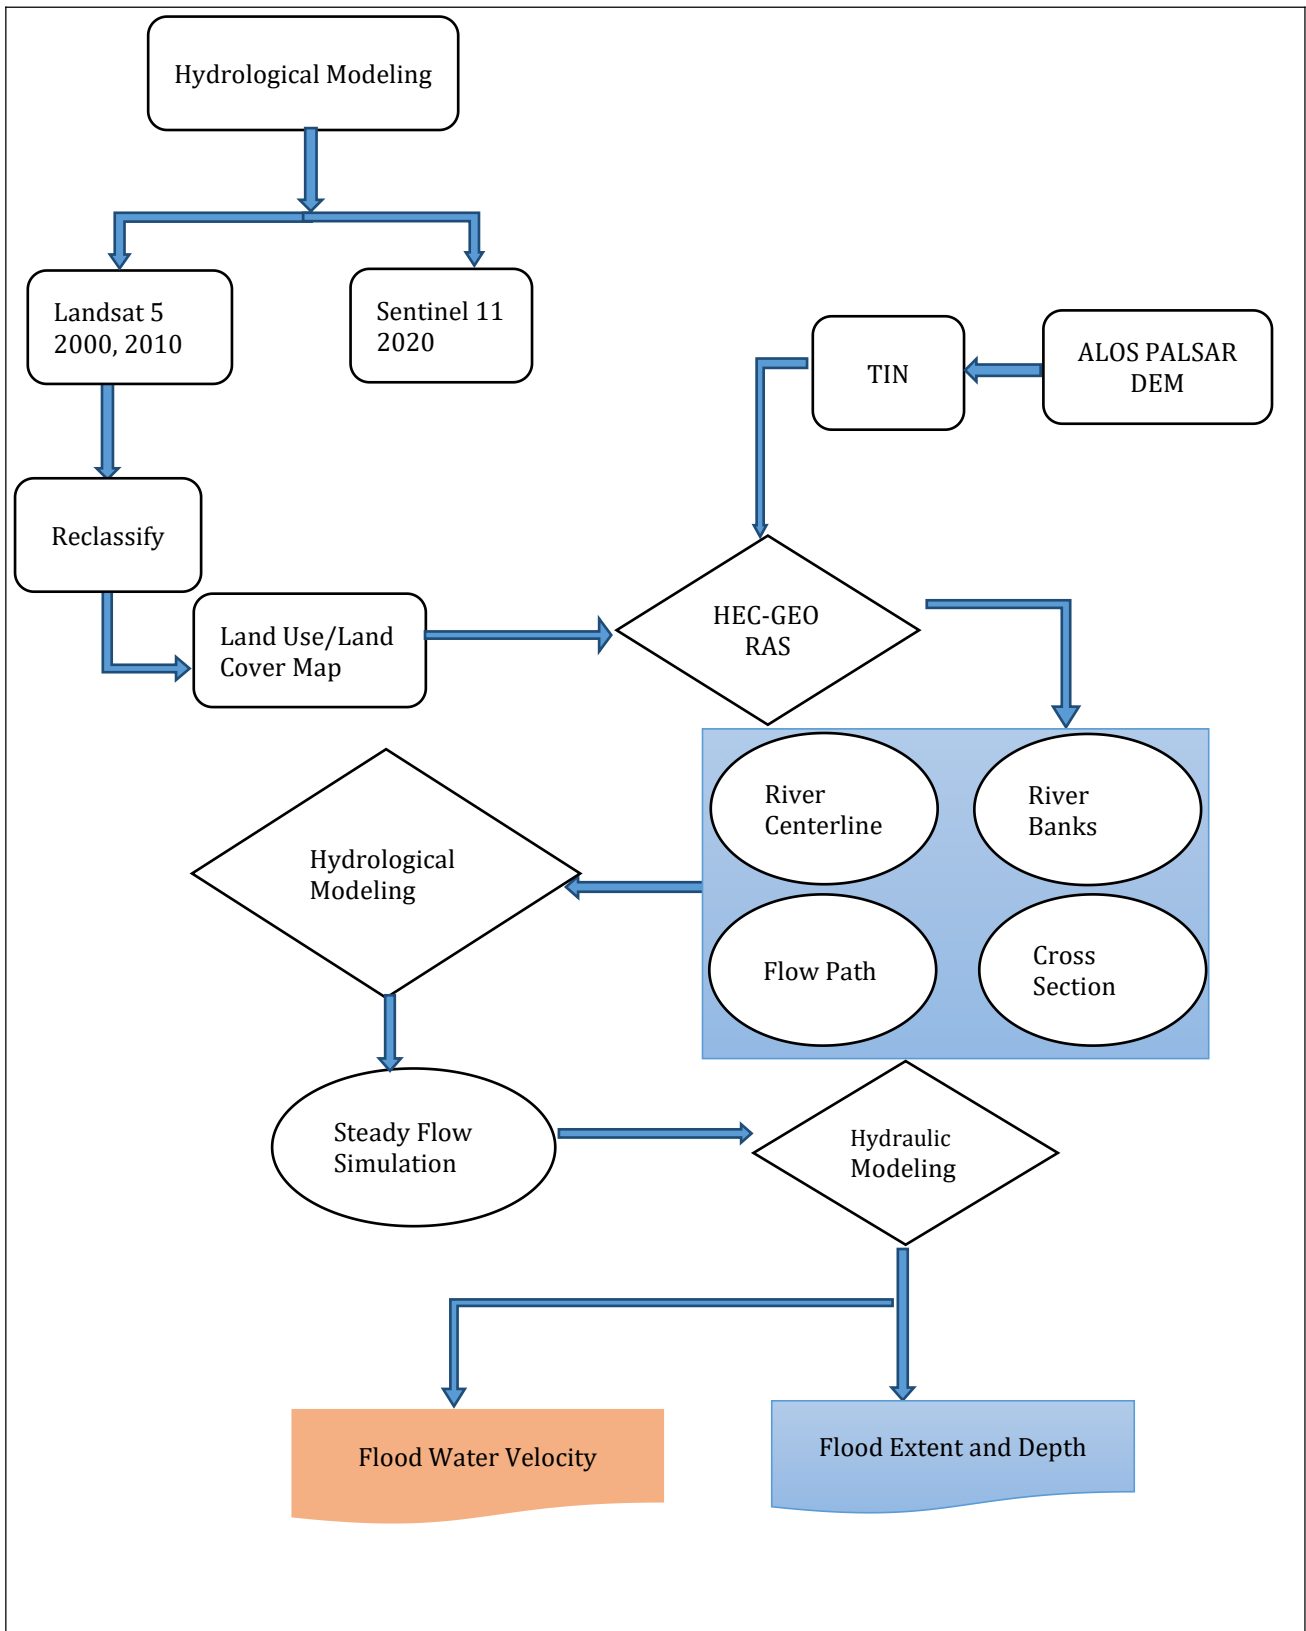 Hydrological Modeling
Landsat 5
2000, 2010
Sentinel 11
2020
TIN
ALOS PALSAR
DEM
Reclassify
Land Use/Land
Cover Map
HEC-GEO
RAS
River
Centerline
River
Banks
Hydrological
Modeling
Flow Path
Cross
Section
Steady Flow
Simulation
Hydraulic
Modeling
Flood Water Velocity
Flood Extent and Depth